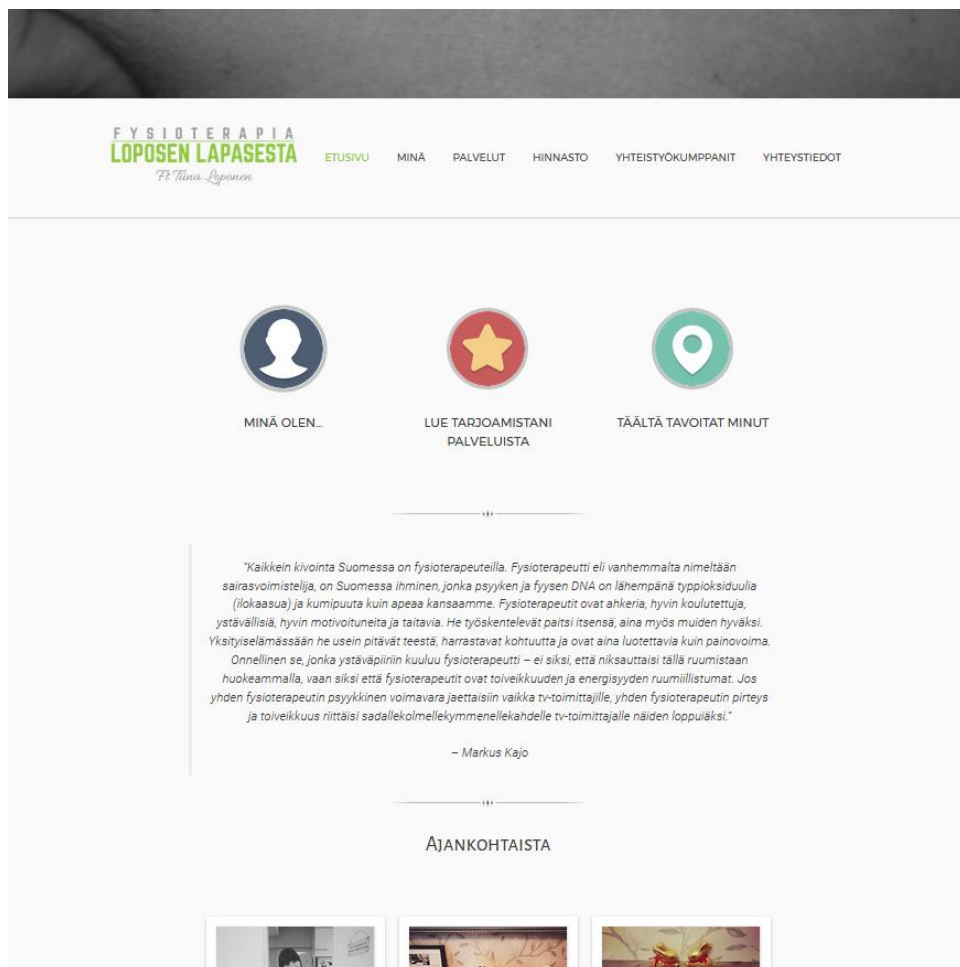 FYSIOTERAPIA
LOPOSEN LAPASESTA
Ft Tiina Loponen
ETUSIVU MINÄ PALVELUT HINNASTO YHTEISTYÖKUMPPANIT YHTEYSTIEDOT
MINÄ OLEN... LUE TARJOAMISTANI TÄÄLTÄ TAVOITAT MINUT
PALVELUISTA
"Kaikkein kivointa Suomessa on fysioterapeuteilla. Fysioterapeutti eli vanhemmalta nimeltään
sairasvoimistelija, on Suomessa ihminen, jonka psyyken ja fyysen DNA on lähempänä typpioksiduulia
(ilokaasua) ja kumipuuta kuin apeaa kansaamme. Fysioterapeutit ovat ahkeria, hyvin koulutettuja,
ystävällisiä, hyvin motivoituneita ja taitavia. He työskentelevät paitsi itsensä, aina myös muiden hyväksi.
Yksityiselämässään he usein pitävät teestä, harrastavat kohtuutta ja ovat aina luotettavia kuin painovoima.
Onnellinen se, jonka ystäväpiiriin kuuluu fysioterapeutti – ei siksi, että niksauttaisi tällä ruumistaan
huokeammalla, vaan siksi että fysioterapeutit ovat toiveikkuuden ja energisyyden ruumiillistumat. Jos
yhden fysioterapeutin psyykkinen voimavara jaettaisiin vaikka tv-toimittajille, yhden fysioterapeutin pirteys
ja toiveikkuus riittäisi sadallekolmellekymmenellekahdelle tv-toimittajalle näiden loppuiäksi."
– Markus Kajo
AJANKOHTAISTA